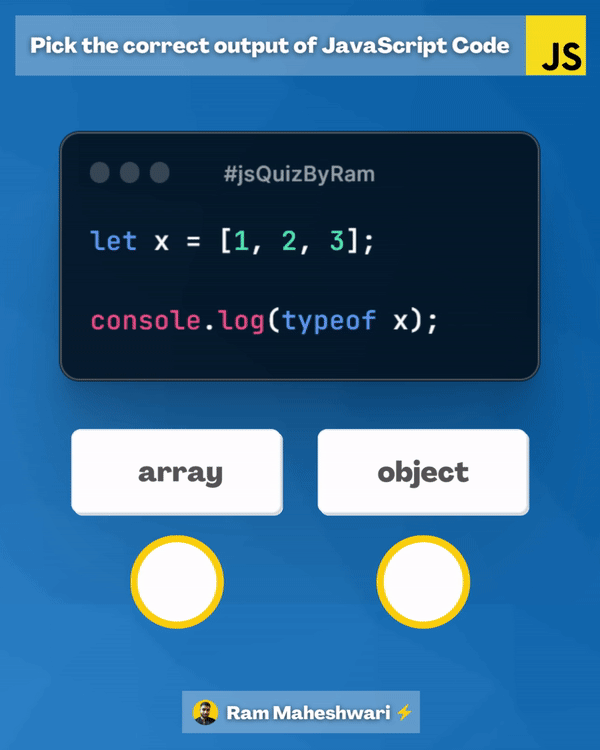 Pick the correct output of JavaScript Code
JS
#jsQuizByRam
let x = [1, 2, 3];
console.log(typeof x);
array
object
Ram Maheshwari ⚡